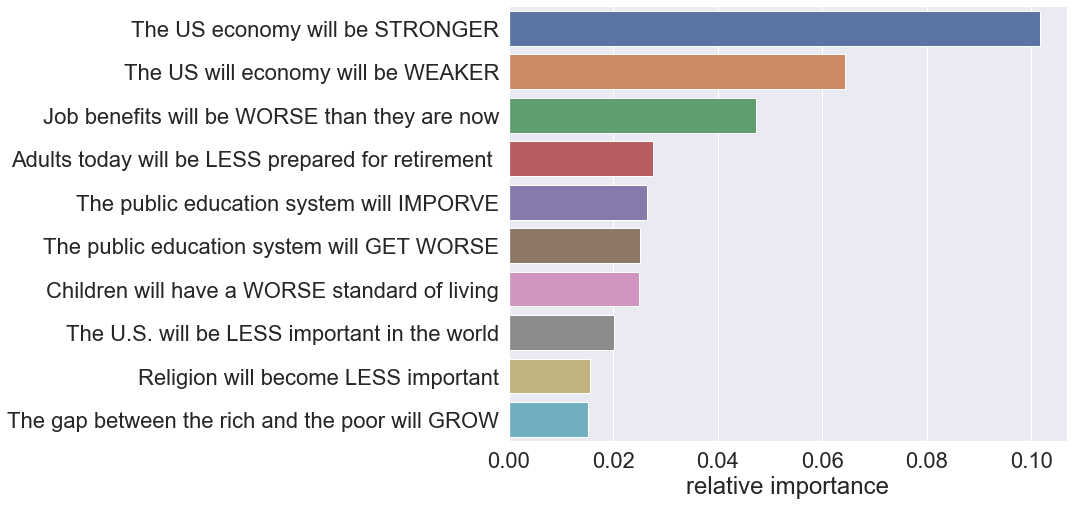 The US economy will be STRONGER
The US will economy will be WEAKER
Job benefits will be WORSE than they are now
Adults today will be LESS prepared for retirement
The public education system will IMPORVE
The public education system will GET WORSE
Children will have a WORSE standard of living
The U.S. will be LESS important in the world
Religion will become LESS important
The gap between the rich and the poor will GROW
0.00 0.02 0.04 0.06 0.08 0.10
relative importance